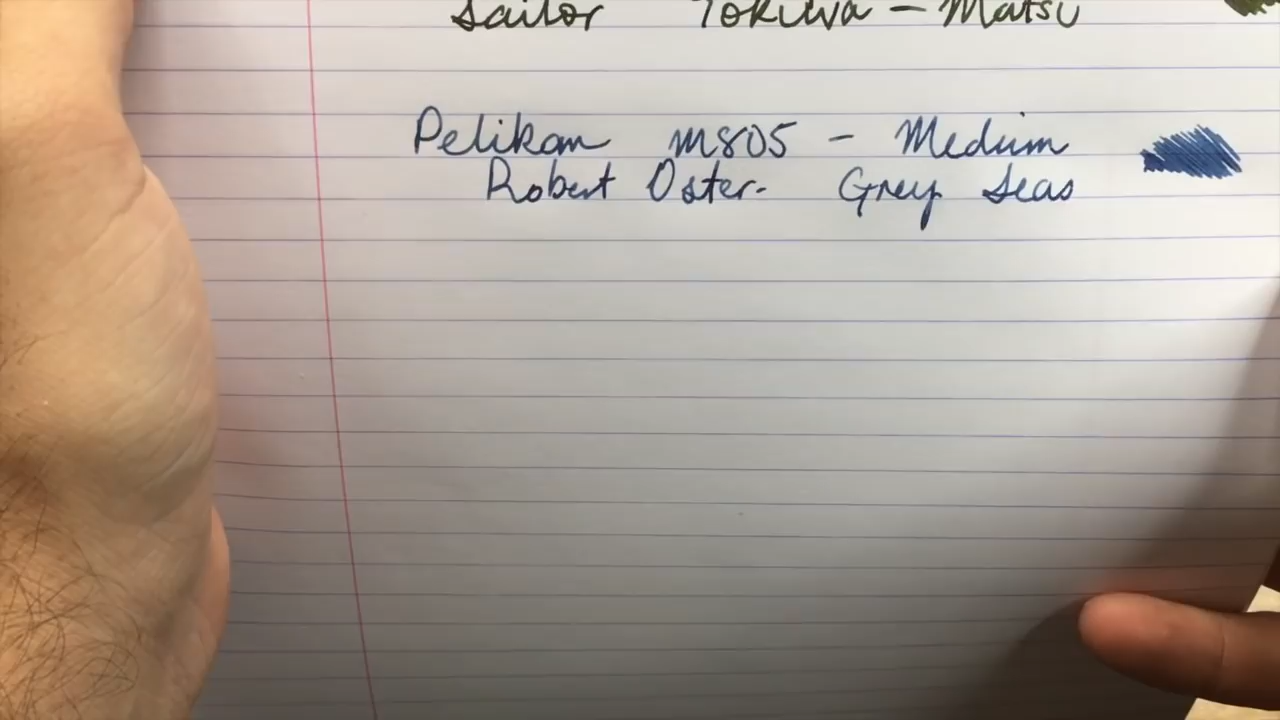 Sailor Tokiwa - Matsu
Pelikan M805 - Medium
Robert Oster- Grey Seas